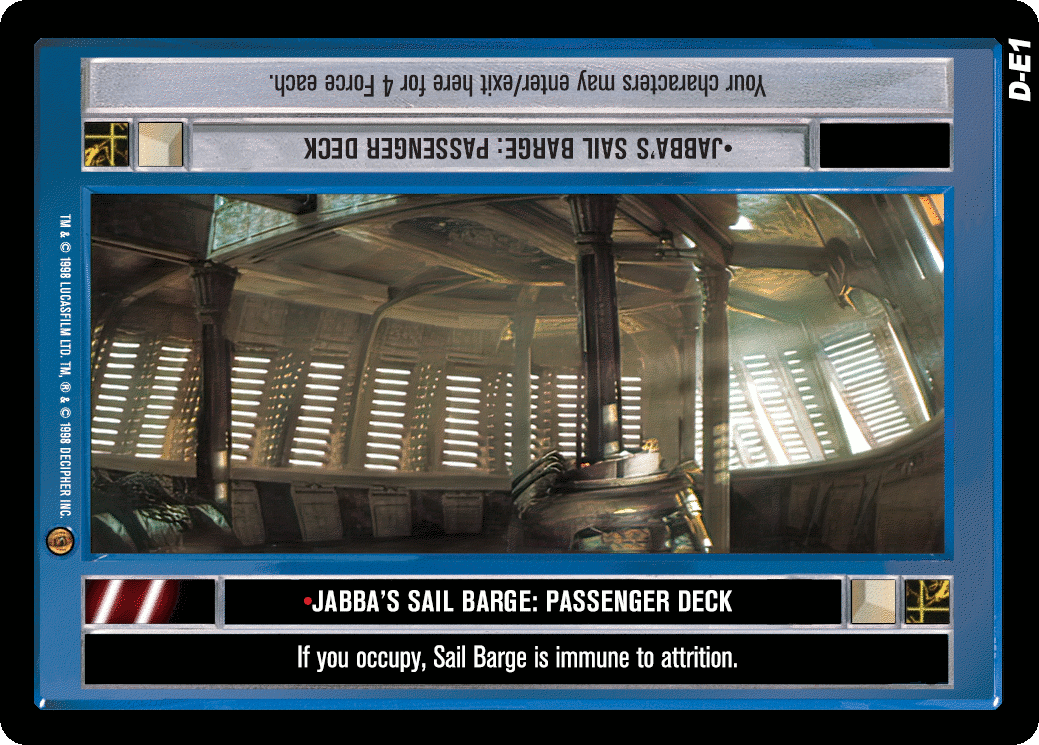 Your characters may enter/exit here for 4 Force each.
•JABBA'S SAIL BARGE: PASSENGER DECK
D-E1
TM & © 1998 LUCASFILM LTD. TM, ® & © 1998 DECIPHER INC.
•JABBA'S SAIL BARGE: PASSENGER DECK
If you occupy, Sail Barge is immune to attrition.